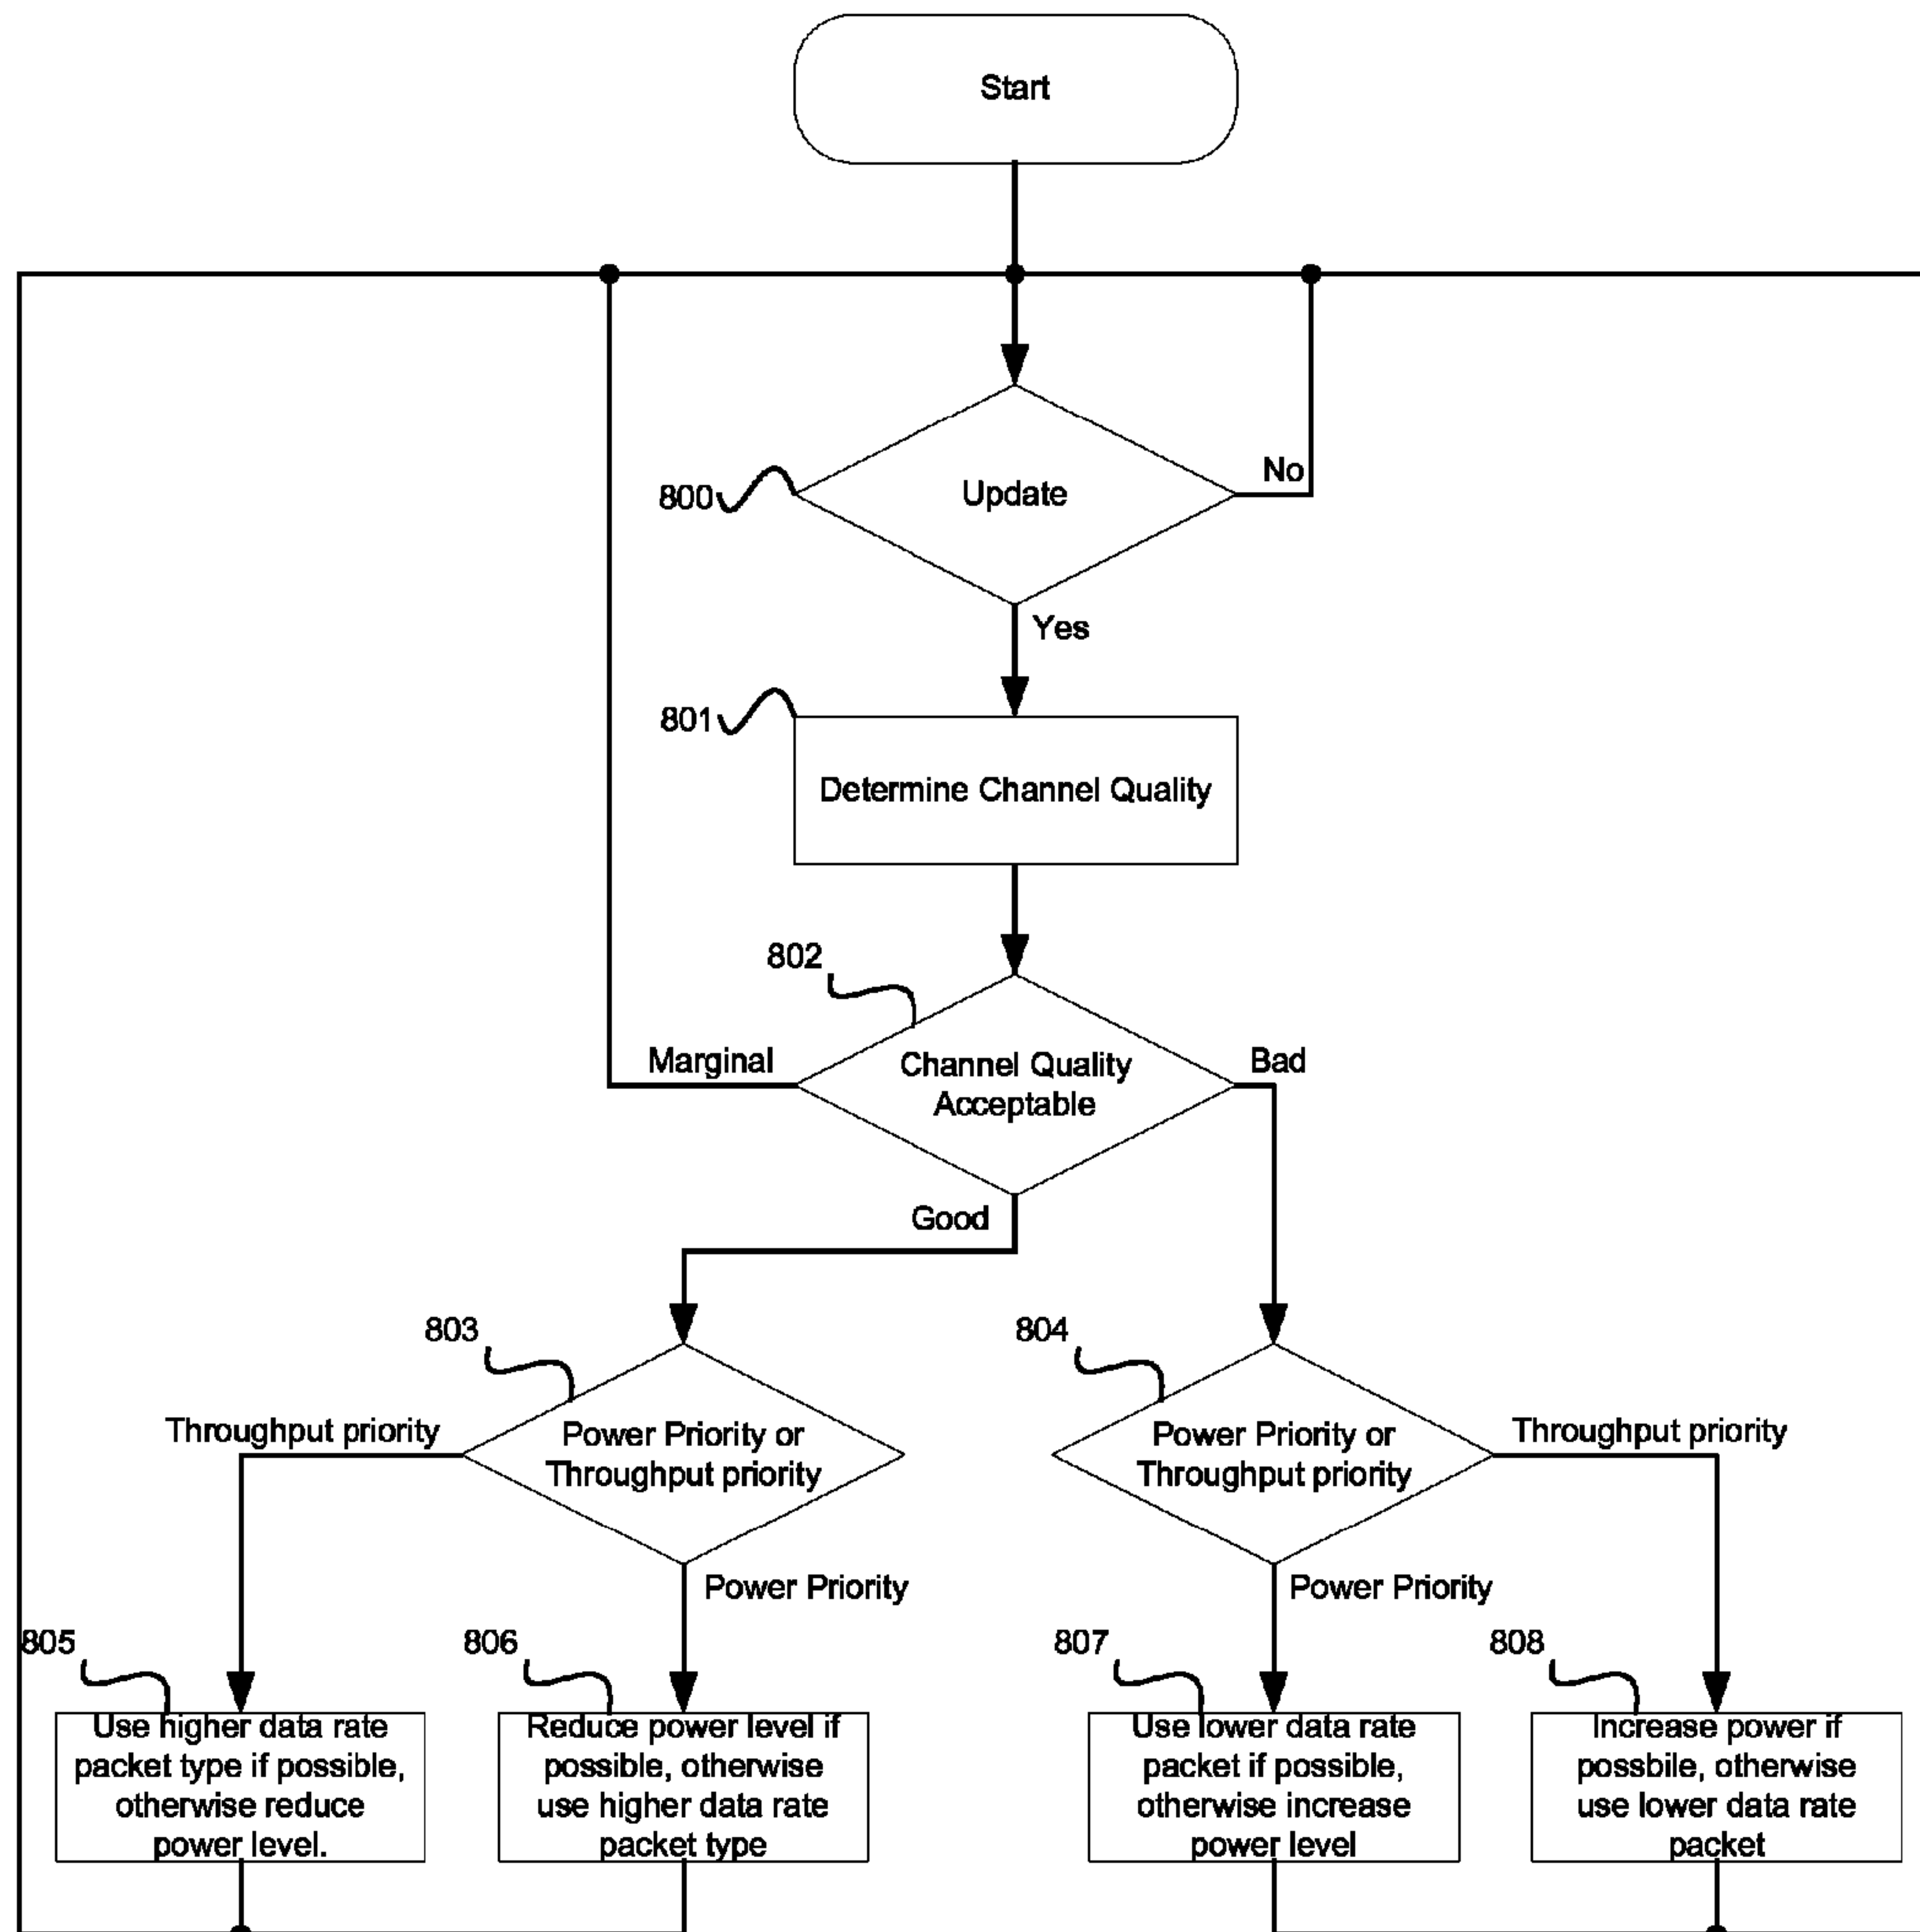 Start
No
800
Update
Yes
801
Determine Channel Quality
802
Marginal
Channel Quality
Acceptable
Bad
Good
803
804
Throughput priority
Power Priority or
Throughput priority
Power Priority or
Throughput priority
Throughput priority
Power Priority
Power Priority
805
806
807
808
Use higher data rate
packet type if possible,
otherwise reduce
power level.
Reduce power level if
possible, otherwise
use higher data rate
packet type
Use lower data rate
packet if possible,
otherwise increase
power level
Increase power if
possbile, otherwise
use lower data rate
packet